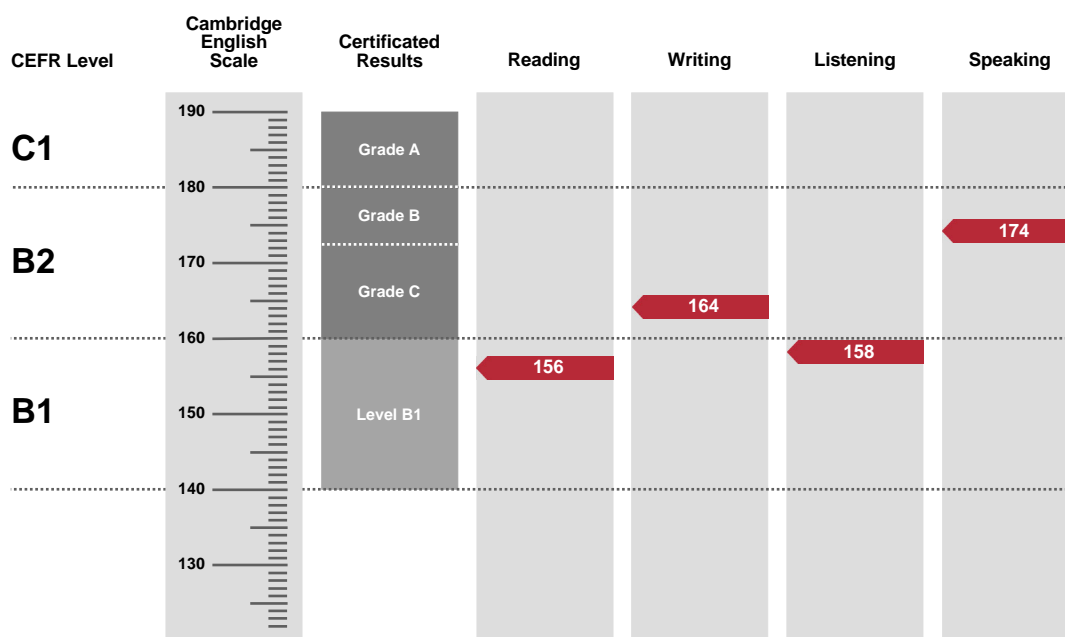 CEFR Level
Cambridge
English
Scale
Certificated
Results
Reading
Writing
Listening
Speaking
190
C1
Grade A
180
Grade B
174
B2
170
Grade C
164
160
158
156
B1
150
Level B1
140
130